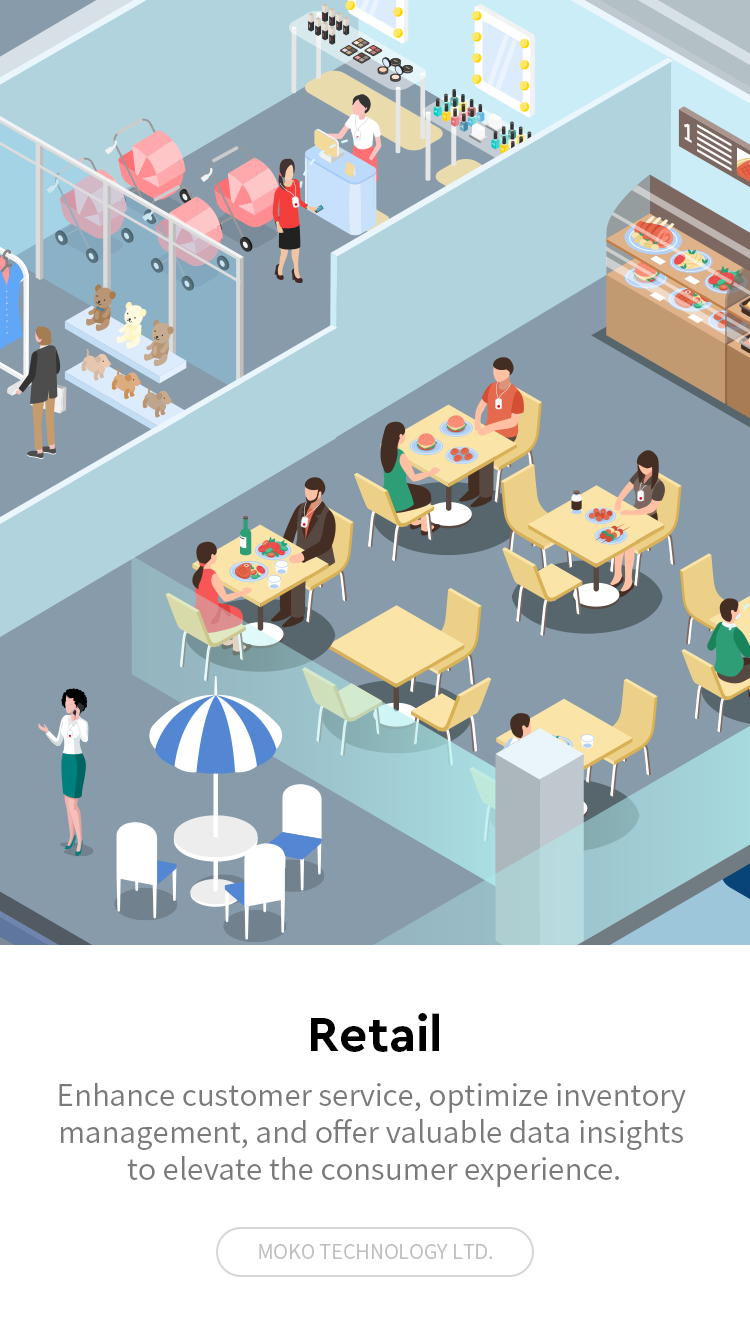 1
Retail
Enhance customer service, optimize inventory
management, and offer valuable data insights
to elevate the consumer experience.
MOKO TECHNOLOGY LTD.